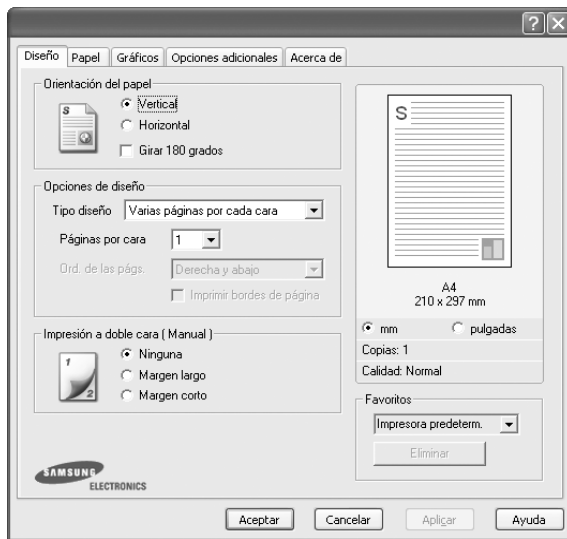 Diseño Papel Gráficos Opciones adicionales Acerca de
Orientación del papel
S
Vertical
Horizontal
Girar 180 grados
Opciones de diseño
Tipo diseño Varias páginas por cada cara
Páginas por cara 1
Ord. de las págs. Derecha y abajo
Imprimir bordes de página
Impresión a doble cara ( Manual )
1
2
Ninguna
Margen largo
Margen corto
SAMSUNG
ELECTRONICS
S
A4
210 x 297 mm
mm pulgadas
Copias: 1
Calidad: Normal
Favoritos
Impresora predeterm.
Eliminar
Aceptar Cancelar Aplicar Ayuda